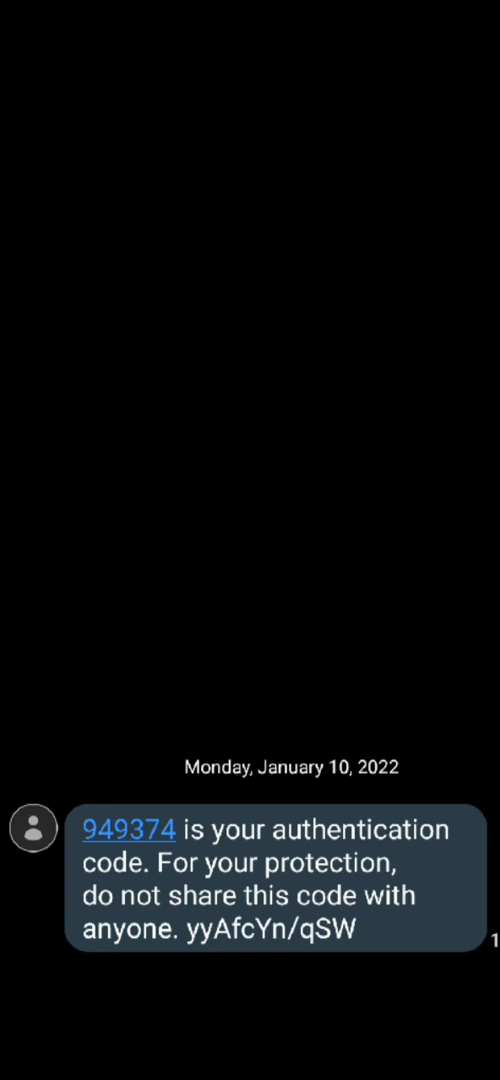 Monday, January 10, 2022
949374 is your authentication
code. For your protection,
do not share this code with
anyone. yyAfcYn/qSW
1